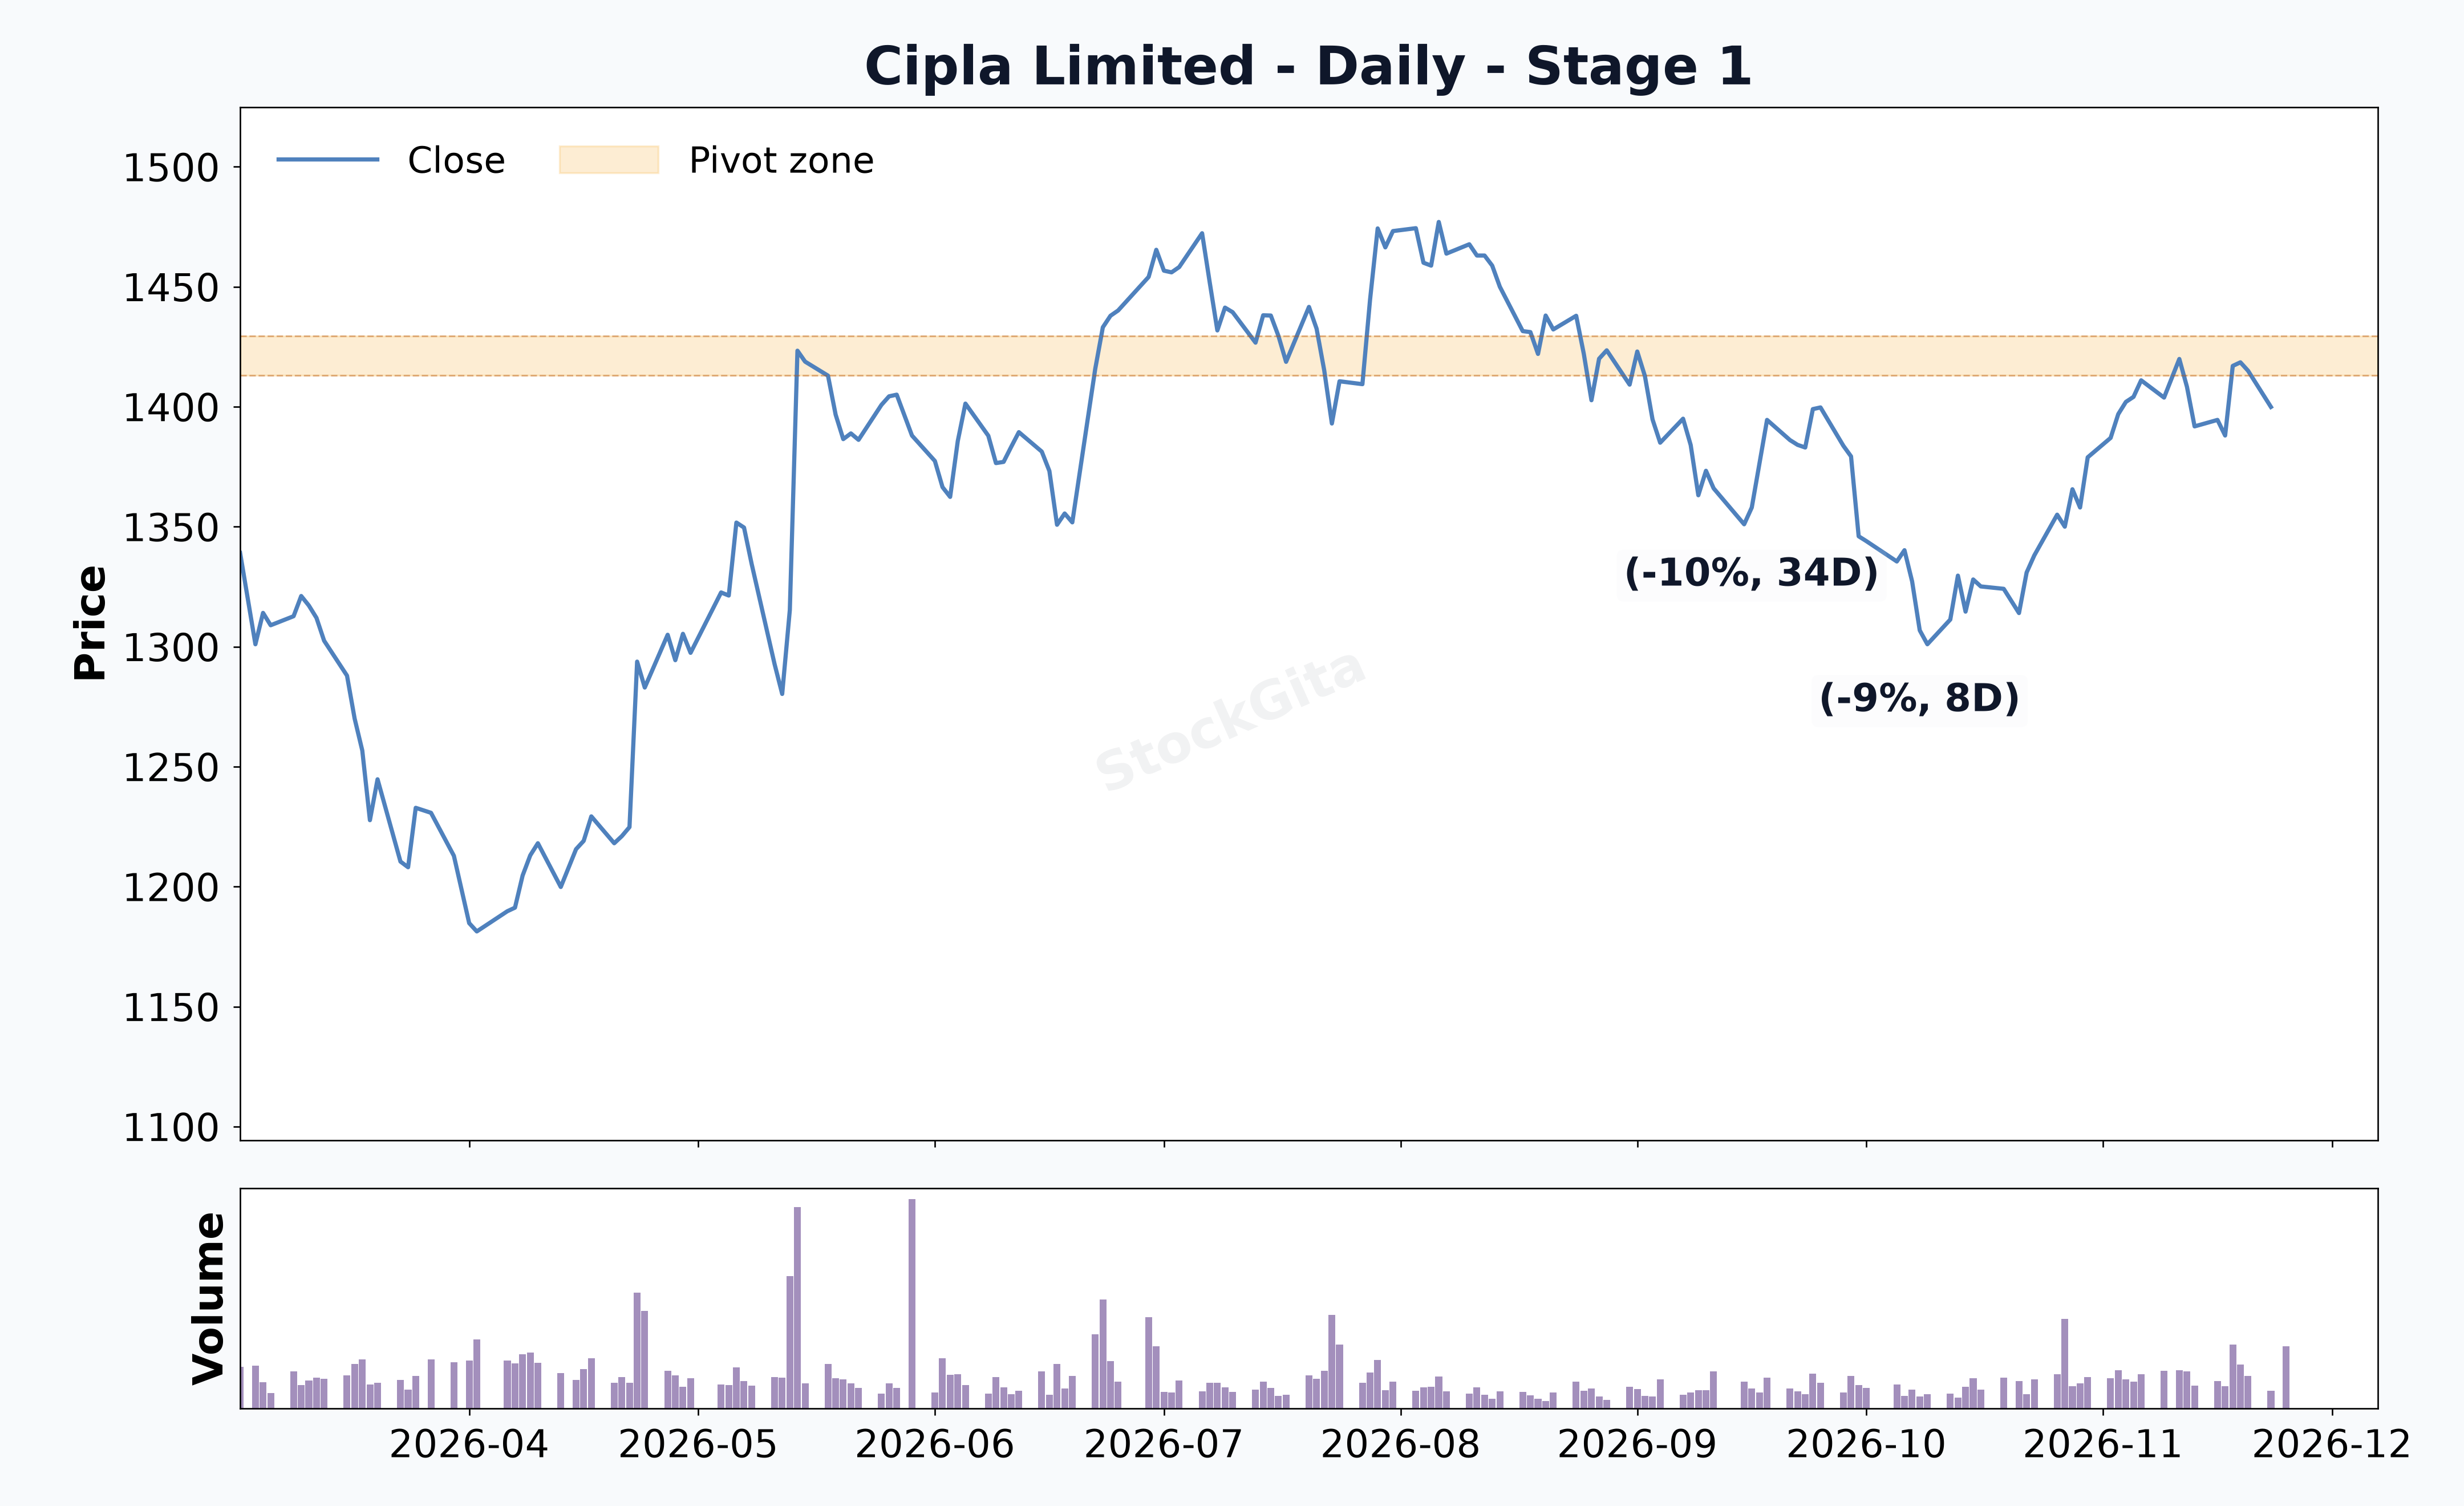 Cipla Limited - Daily - Stage 1
Close
Pivot zone
1500
1450
1400
1350
1300
1250
1200
1150
1100
Price
(-10%, 34D)
(-9%, 8D)
StockGita
Volume
2026-04
2026-05
2026-06
2026-07
2026-08
2026-09
2026-10
2026-11
2026-12